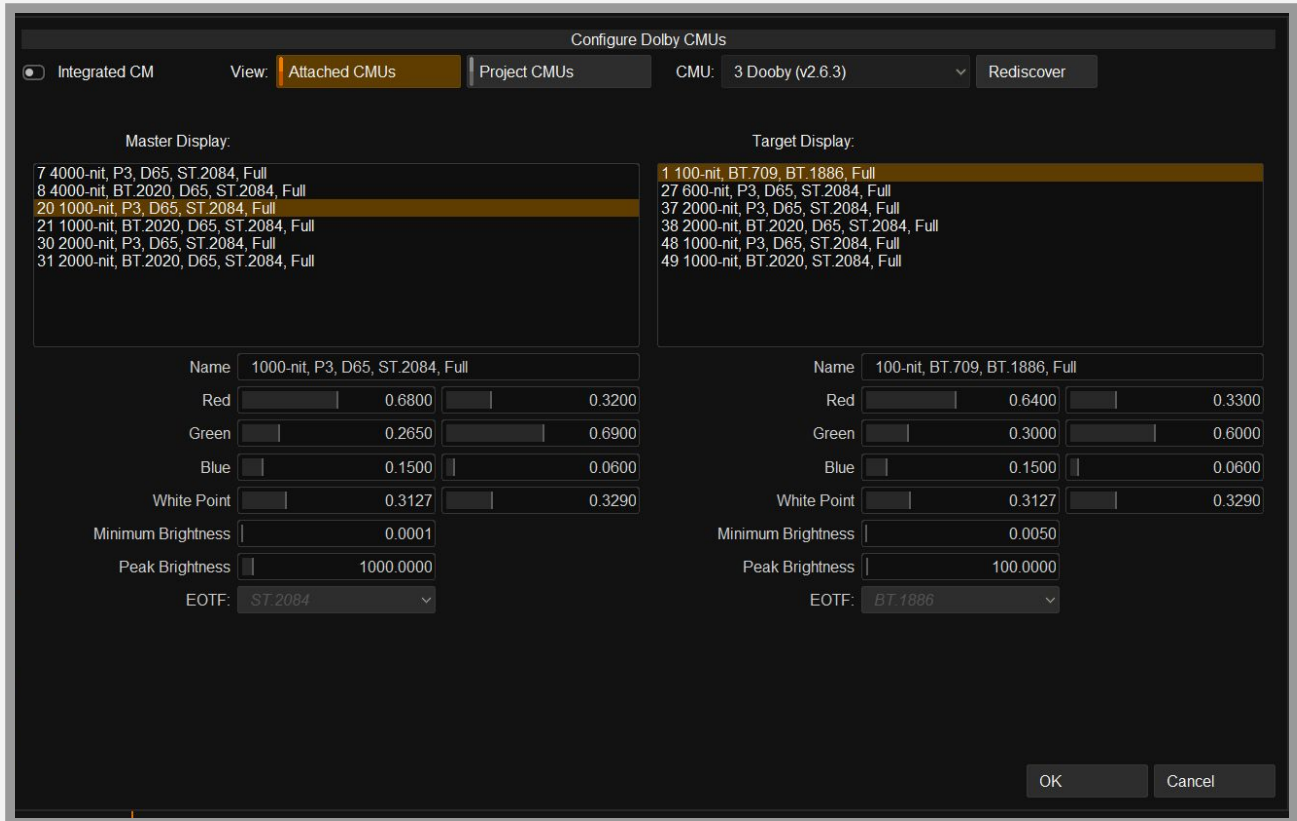 Configure Dolby CMUs
Integrated CM View: Attached CMUs Project CMUs CMU: 3 Dooby (v2.6.3) Rediscover
Master Display:
7 4000-nit, P3, D65, ST.2084, Full
8 4000-nit, BT.2020, D65, ST.2084, Full
20 1000-nit, P3, D65, ST.2084, Full
21 1000-nit, BT.2020, D65, ST.2084, Full
30 2000-nit, P3, D65, ST.2084, Full
31 2000-nit, BT.2020, D65, ST.2084, Full
Name 1000-nit, P3, D65, ST.2084, Full
Red 0.6800 0.3200
Green 0.2650 0.6900
Blue 0.1500 0.0600
White Point 0.3127 0.3290
Minimum Brightness 0.0001
Peak Brightness 1000.0000
EOTF: ST.2084
Target Display:
1 100-nit, BT.709, BT.1886, Full
27 600-nit, P3, D65, ST.2084, Full
37 2000-nit, P3, D65, ST.2084, Full
38 2000-nit, BT.2020, D65, ST.2084, Full
48 1000-nit, P3, D65, ST.2084, Full
49 1000-nit, BT.2020, ST.2084, Full
Name 100-nit, BT.709, BT.1886, Full
Red 0.6400 0.3300
Green 0.3000 0.6000
Blue 0.1500 0.0600
White Point 0.3127 0.3290
Minimum Brightness 0.0050
Peak Brightness 100.0000
EOTF: BT.1886
OK Cancel